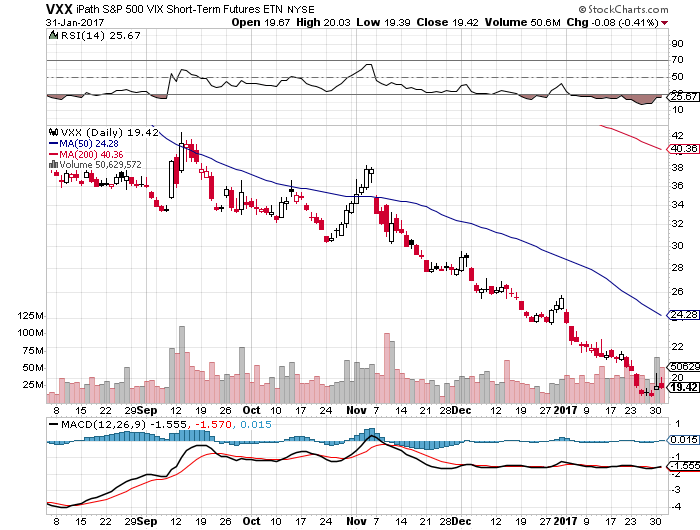 VXX iPath S&P 500 VIX Short-Term Futures ETN NYSE © StockCharts.com
31-Jan-2017 Open 19.67 High 20.03 Low 19.39 Close 19.42 Volume 50.6M Chg -0.08 (-0.41%)
RSI(14) 25.67
90
70
50
30
25.67
10
VXX (Daily) 19.42
MA(50) 24.28
MA(200) 40.36
Volume 50,629,572
42
40.36
38
36
34
32
30
28
26
24.28
22
20
19.42
125M
100M
75M
50M
25M
8 15 22 29 Sep 12 19 26 Oct 10 17 24 Nov 7 14 21 28 Dec 12 19 27 2017 9 17 23 30
MACD(12,26,9) -1.555, -1.570, 0.015
1
0.015
-1.555
-2
-3
-4
8 15 22 29 Sep 12 19 26 Oct 10 17 24 Nov 7 14 21 28 Dec 12 19 27 2017 9 17 23 30